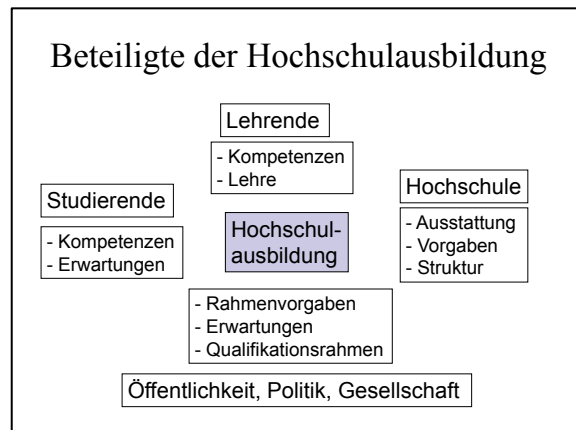 Beteiligte der Hochschulausbildung
Lehrende
- Kompetenzen
- Lehre
Studierende
- Kompetenzen
- Erwartungen
Hochschul-
ausbildung
Hochschule
- Ausstattung
- Vorgaben
- Struktur
- Rahmenvorgaben
- Erwartungen
- Qualifikationsrahmen
Öffentlichkeit, Politik, Gesellschaft